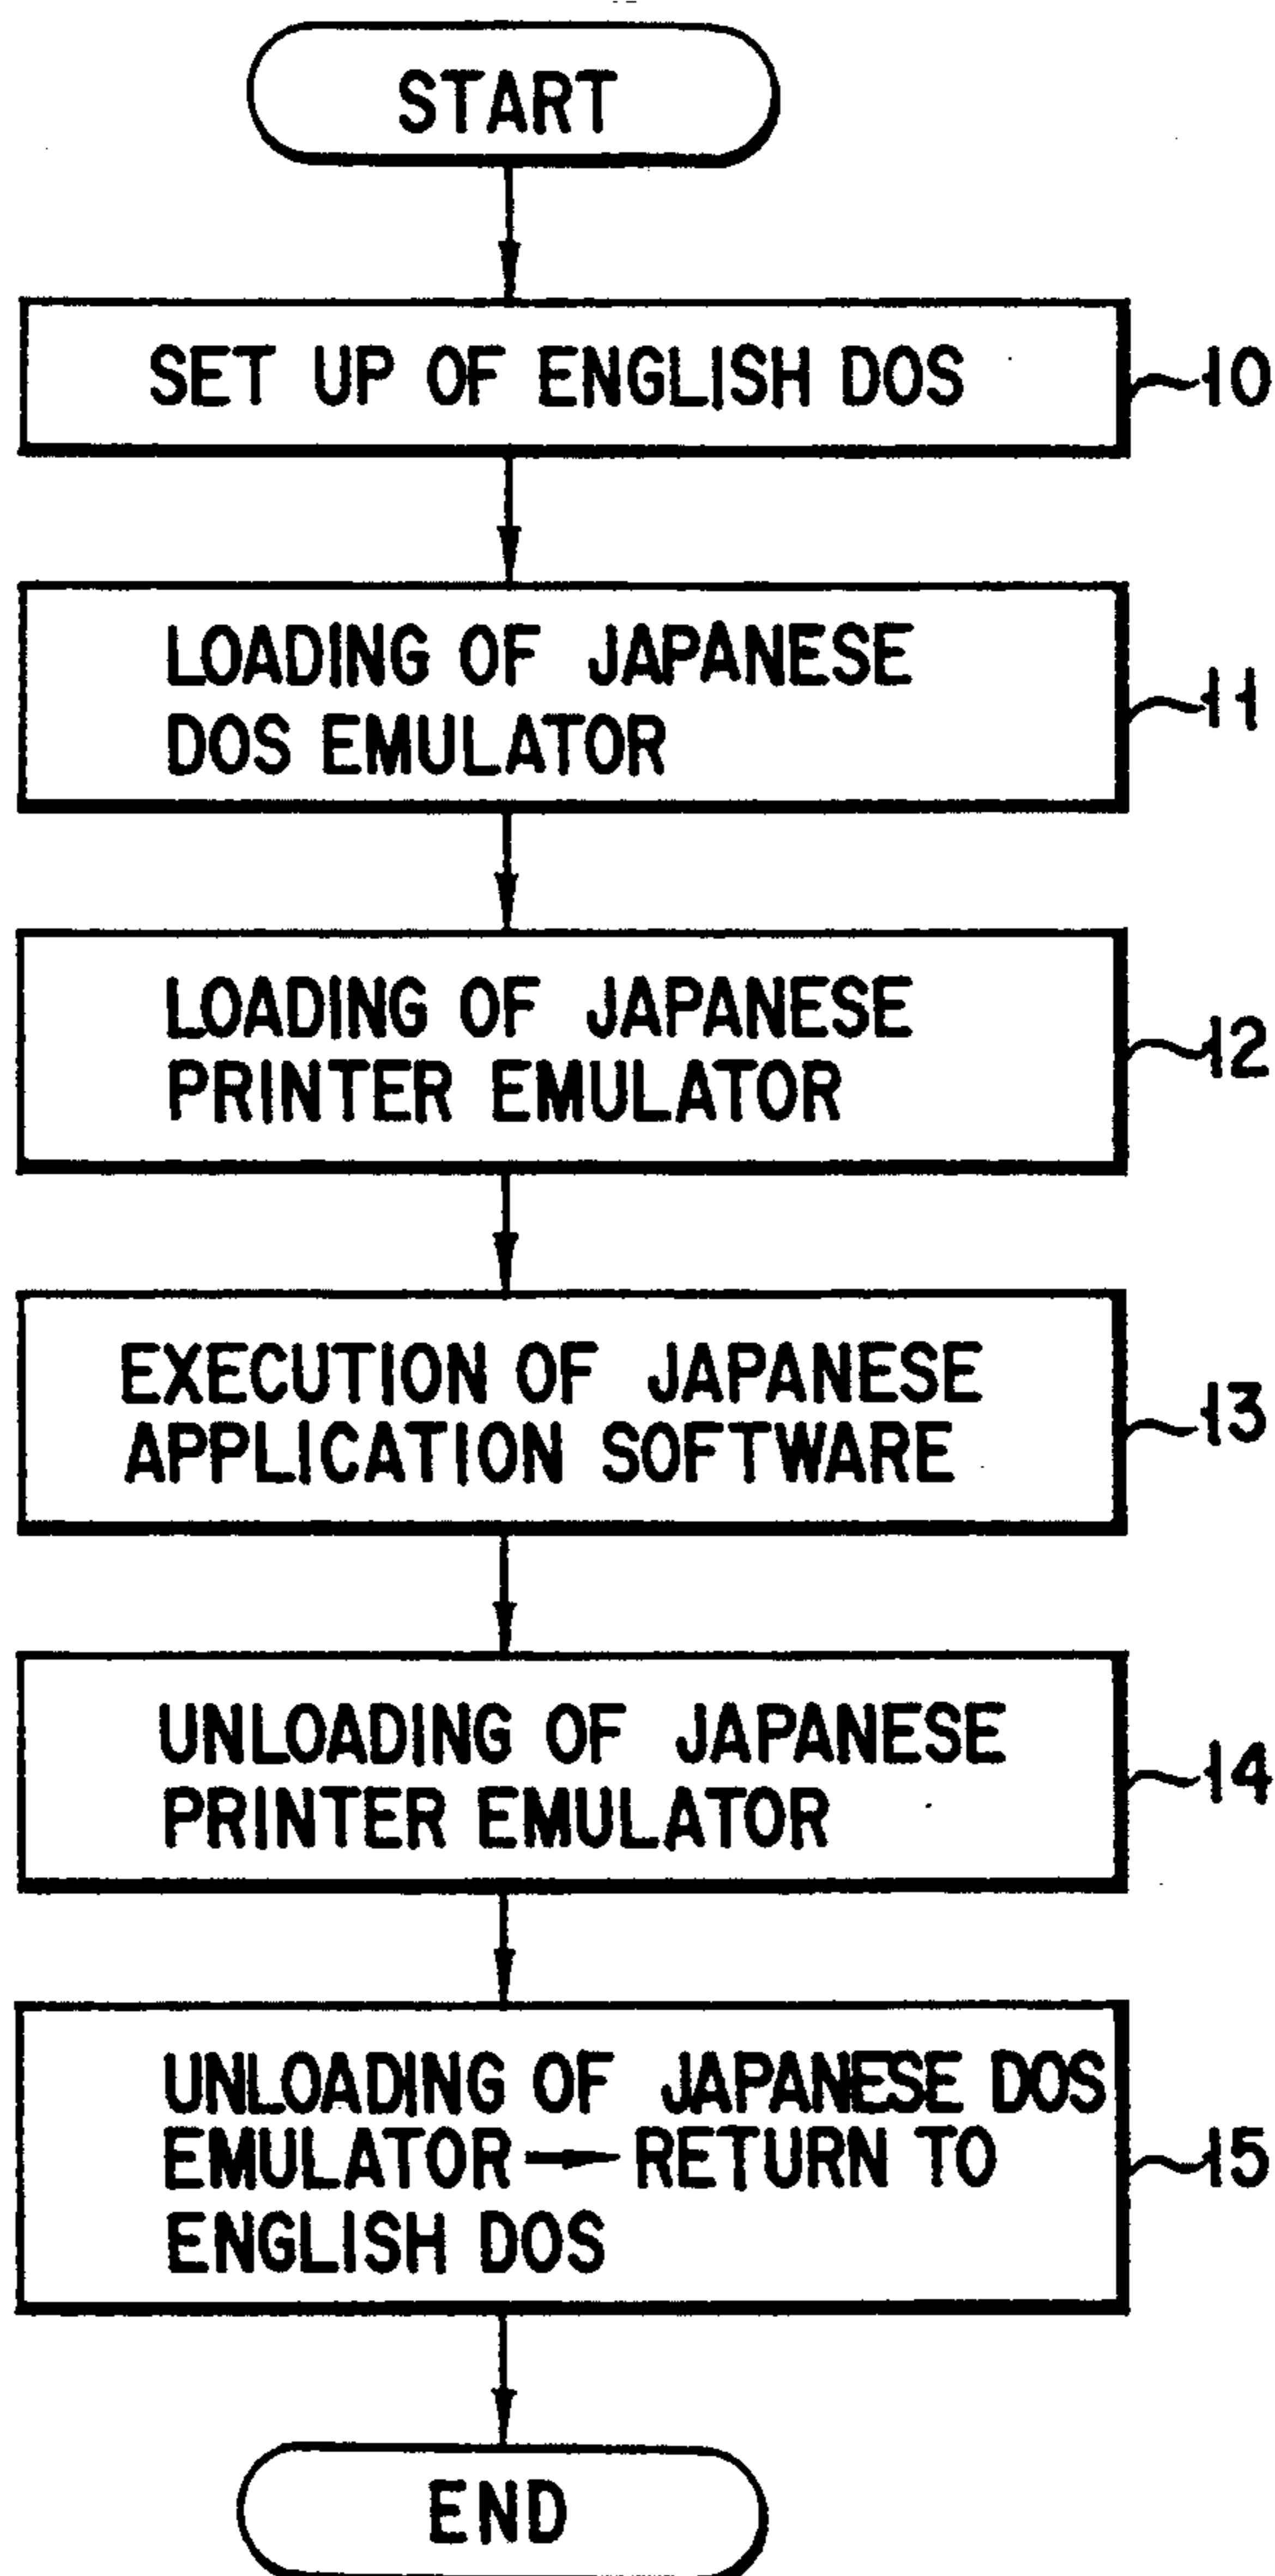 START
SET UP OF ENGLISH DOS
10
LOADING OF JAPANESE
DOS EMULATOR
11
LOADING OF JAPANESE
PRINTER EMULATOR
12
EXECUTION OF JAPANESE
APPLICATION SOFTWARE
13
UNLOADING OF JAPANESE
PRINTER EMULATOR
14
UNLOADING OF JAPANESE DOS
EMULATOR → RETURN TO
ENGLISH DOS
15
END